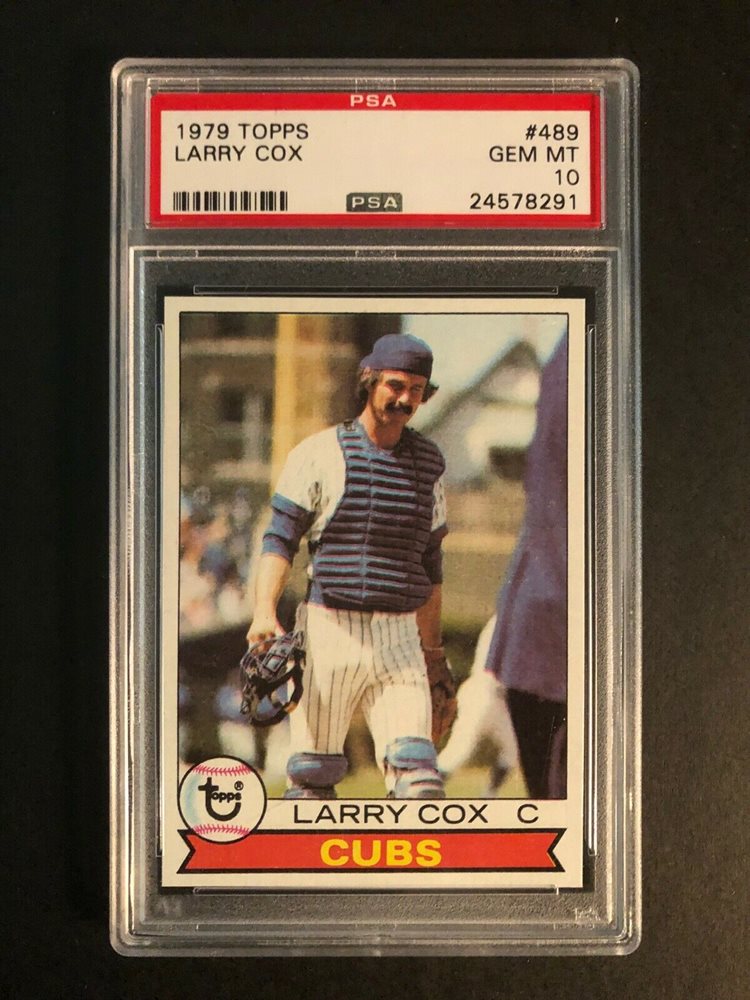 PSA
1979 TOPPS #489
LARRY COX GEM MT
10
PSA 24578291
topps®
LARRY COX C
CUBS